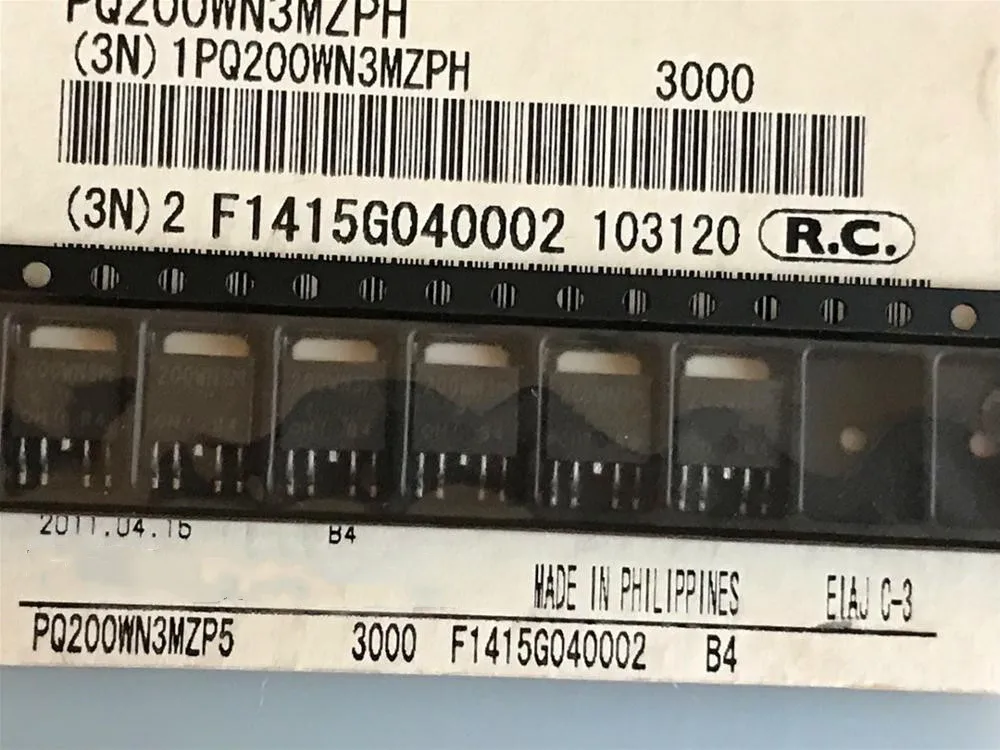 PQ200WN3MZPH
(3N) 1PQ200WN3MZPH 3000
(3N) 2 F1415G040002 103120 R.C.
200WN3M
2011.04.15 B4
MADE IN PHILIPPINES EIAJ C-3
PQ200WN3MZP5 3000 F1415G040002 B4